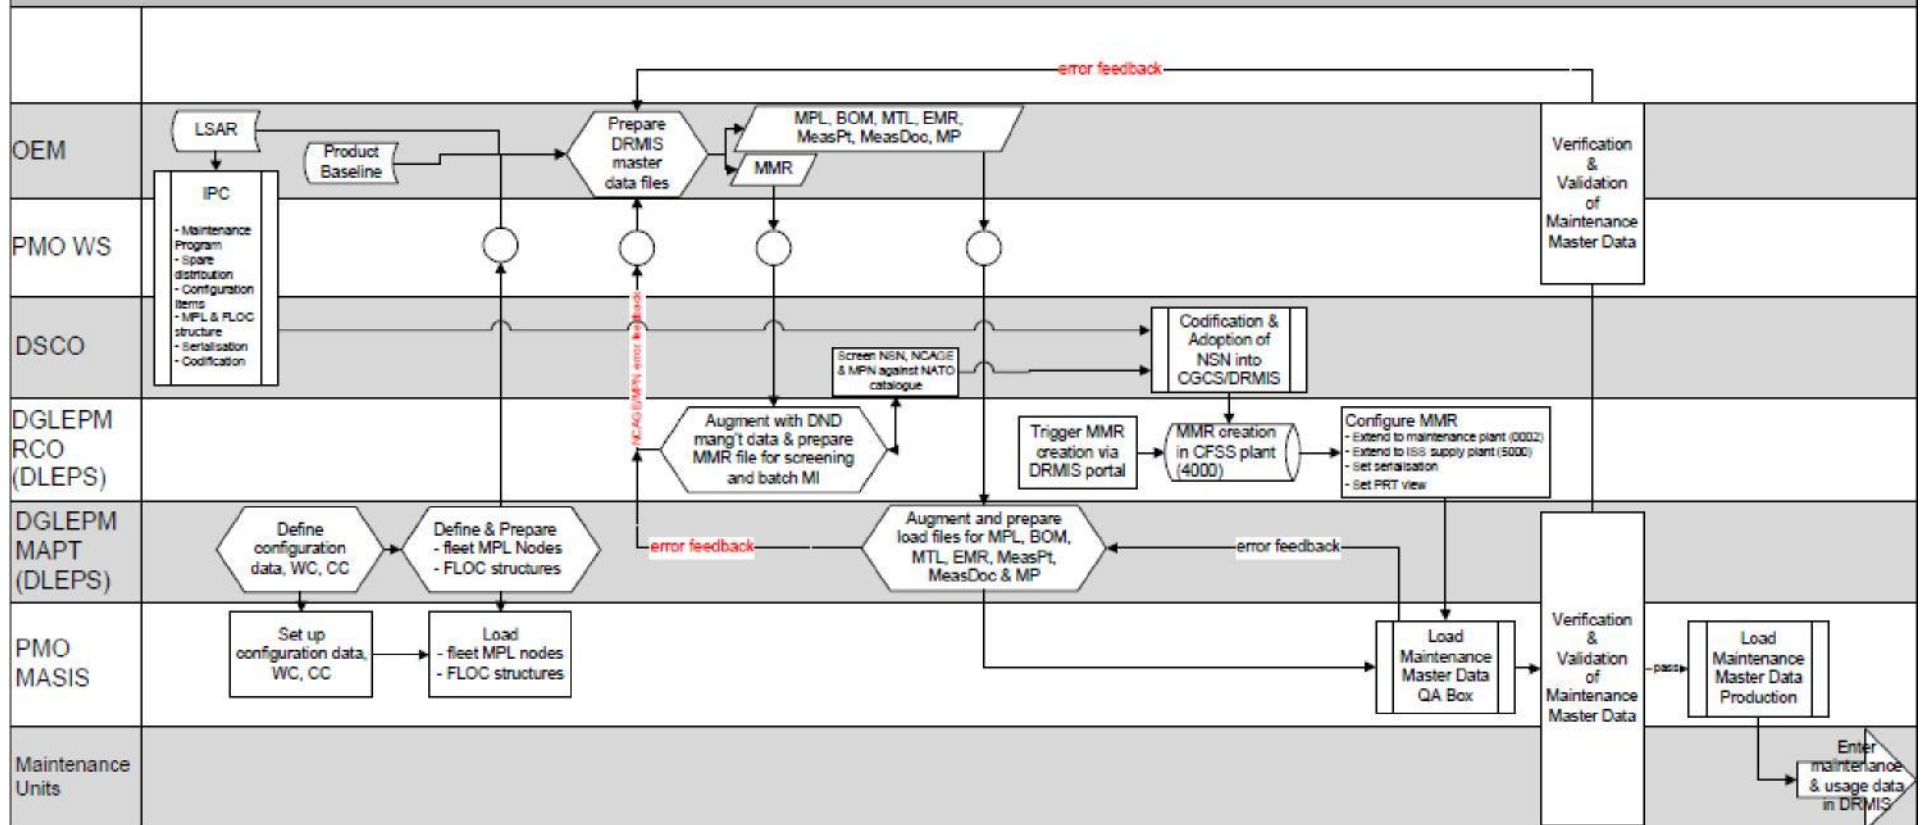 error feedback
OEM
LSAR
Product
Baseline
Prepare
DRMIS
master
data files
MPL, BOM, MTL, EMR,
MeasPt, MeasDoc, MP
MMR
Verification
&
Validation
of
Maintenance
Master Data
IPC
- Maintenance
Program
- Spare
distribution
- Configuration
Items
- MPL & FLOC
structure
- Serialisation
- Codification
PMO WS
DSCO
NCAGE/MPN error feedback
Screen NSN, NCAGE
& MPN against NATO
catalogue
Codification &
Adoption of
NSN into
CGCS/DRMIS
DGLEPM
RCO
(DLEPS)
Augment with DND
mang't data & prepare
MMR file for screening
and batch MI
Trigger MMR
creation via
DRMIS portal
MMR creation
in CFSS plant
(4000)
Configure MMR
- Extend to maintenance plant (0002)
- Extend to ISS supply plant (5000)
- Set serialisation
- Set PRT view
DGLEPM
MAPT
(DLEPS)
Define
configuration
data, WC, CC
Define & Prepare
- fleet MPL Nodes
- FLOC structures
error feedback
Augment and prepare
load files for MPL, BOM,
MTL, EMR, MeasPt,
MeasDoc & MP
error feedback
PMO
MASIS
Set up
configuration data,
WC, CC
Load
- fleet MPL nodes
- FLOC structures
Load
Maintenance
Master Data
QA Box
Verification
&
Validation
of
Maintenance
Master Data
pass
Load
Maintenance
Master Data
Production
Maintenance
Units
Enter
maintenance
& usage data
in DRMIS